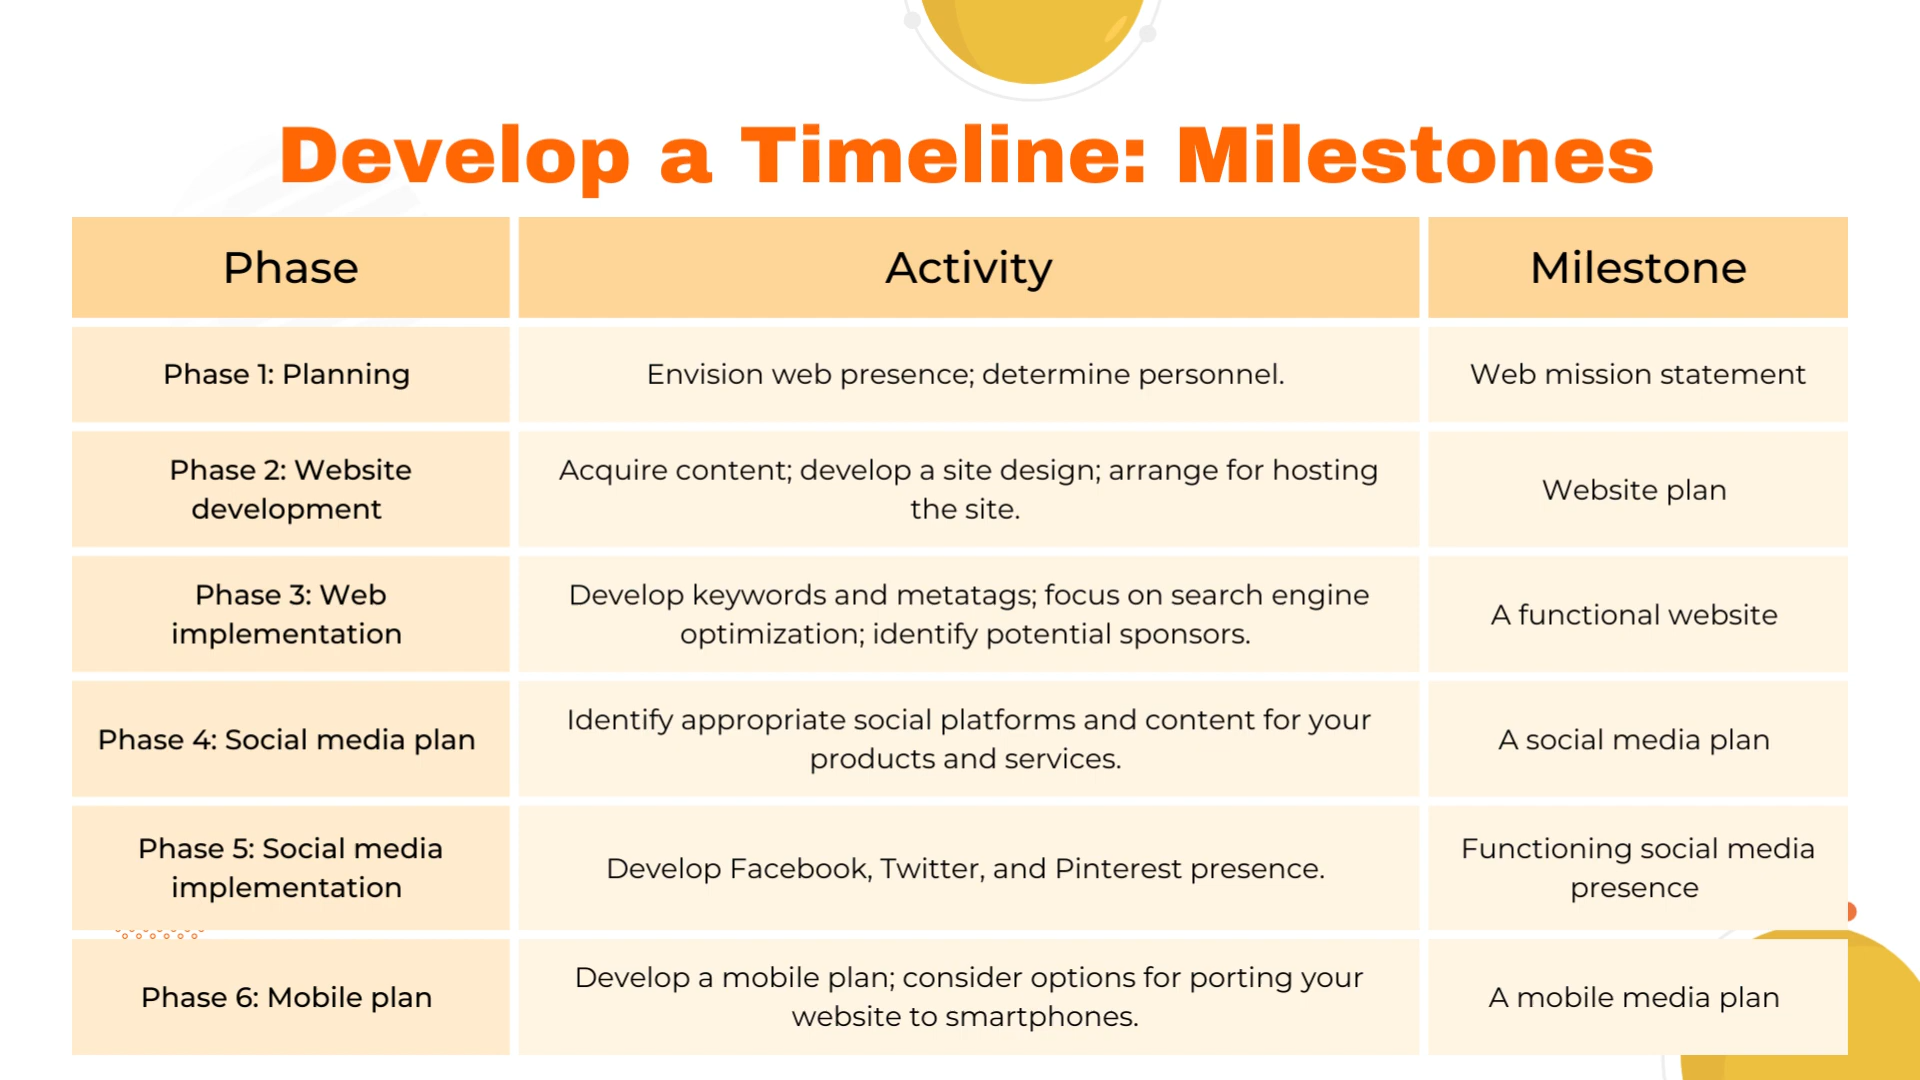 Develop a Timeline: Milestones
Phase
Activity
Milestone
Phase 1: Planning
Envision web presence; determine personnel.
Web mission statement
Phase 2: Website
development
Acquire content; develop a site design; arrange for hosting
the site.
Website plan
Phase 3: Web
implementation
Develop keywords and metatags; focus on search engine
optimization; identify potential sponsors.
A functional website
Phase 4: Social media plan
Identify appropriate social platforms and content for your
products and services.
A social media plan
Phase 5: Social media
implementation
Develop Facebook, Twitter, and Pinterest presence.
Functioning social media
presence
Phase 6: Mobile plan
Develop a mobile plan; consider options for porting your
website to smartphones.
A mobile media plan